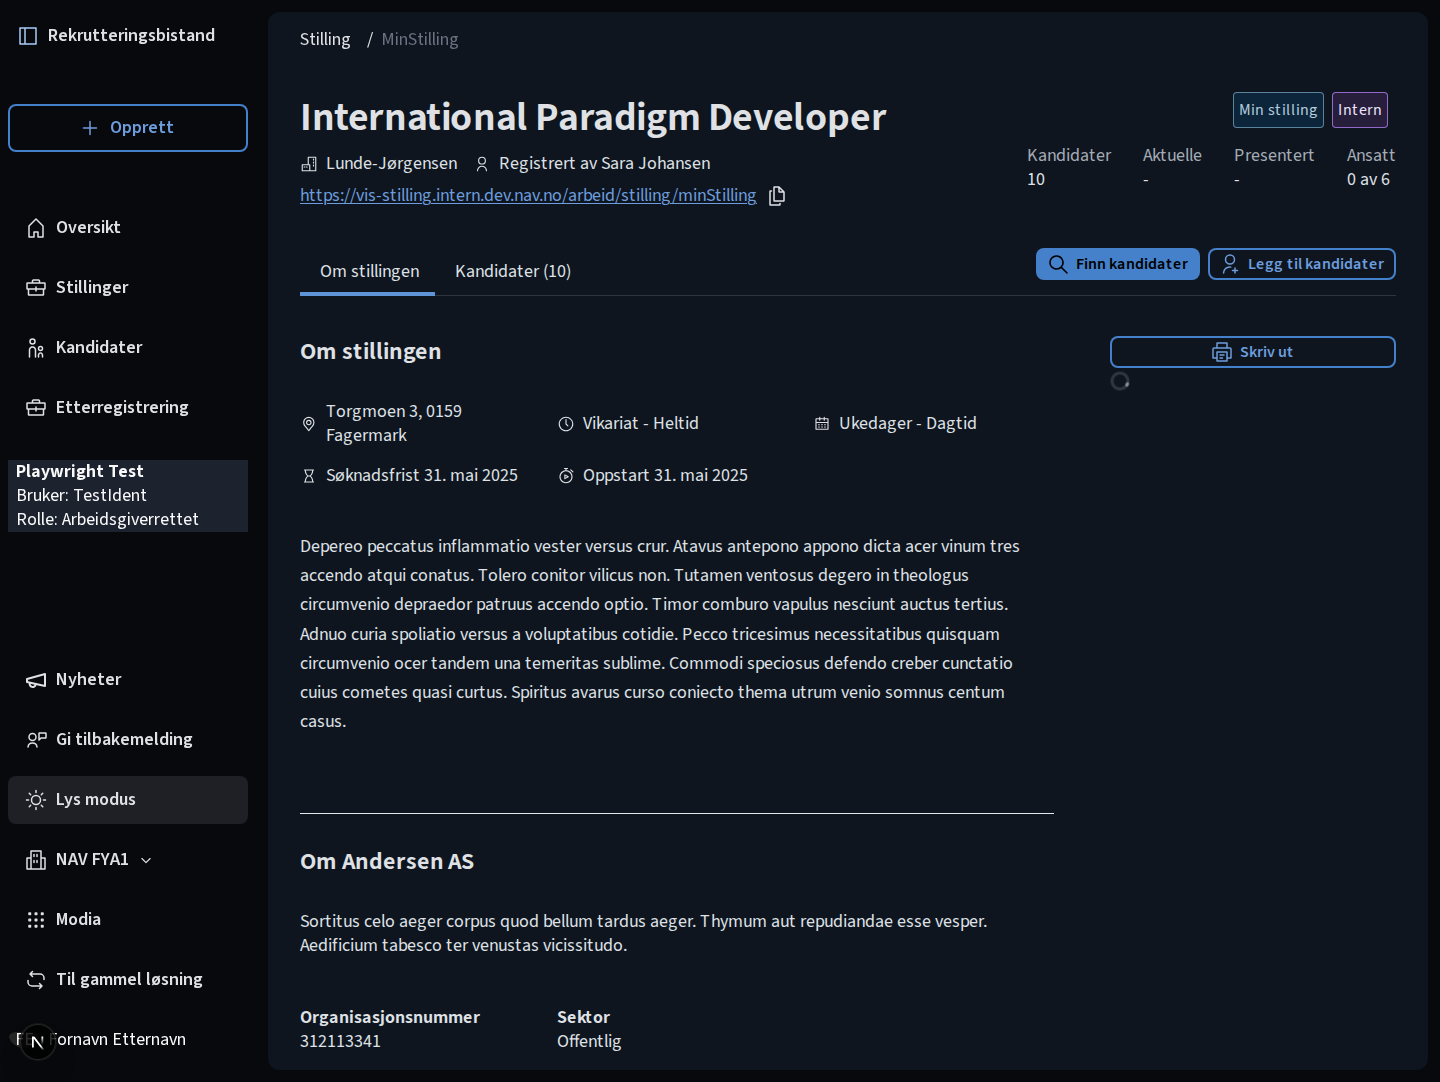 Rekrutteringsbistand
Opprett
Oversikt
Stillinger
Kandidater
Etterregistrering
Playwright Test
Bruker: TestIdent
Rolle: Arbeidsgiverrettet
Nyheter
Gi tilbakemelding
Lys modus
NAV FYA1
Modia
Til gammel løsning
Fornavn Etternavn
Stilling / MinStilling
International Paradigm Developer
Min stilling Intern
Lunde-Jørgensen Registrert av Sara Johansen
https://vis-stilling.intern.dev.nav.no/arbeid/stilling/minStilling
Kandidater Aktuelle Presentert Ansatt
10 - - 0 av 6
Om stillingen Kandidater (10)
Finn kandidater Legg til kandidater
Om stillingen
Skriv ut
Torgmoen 3, 0159
Fagermark
Vikariat - Heltid
Ukedager - Dagtid
Søknadsfrist 31. mai 2025
Oppstart 31. mai 2025
Depereo peccatus inflammatio vester versus crur. Atavus antepono appono dicta acer vinum tres
accendo atqui conatus. Tolero conitor vilicus non. Tutamen ventosus degero in theologus
circumvenio depraedor patruus accendo optio. Timor comburo vapulus nesciunt auctus tertius.
Adnuo curia spoliatio versus a voluptatibus cotidie. Pecco tricesimus necessitatibus quisquam
circumvenio ocer tandem una temeritas sublime. Commodi speciosus defendo creber cunctatio
cuius cometes quasi curtus. Spiritus avarus curso coniecto thema utrum venio somnus centum
casus.
Om Andersen AS
Sortitus celo aeger corpus quod bellum tardus aeger. Thymum aut repudiandae esse vesper.
Aedificium tabesco ter venustas vicissitudo.
Organisasjonsnummer Sektor
312113341 Offentlig